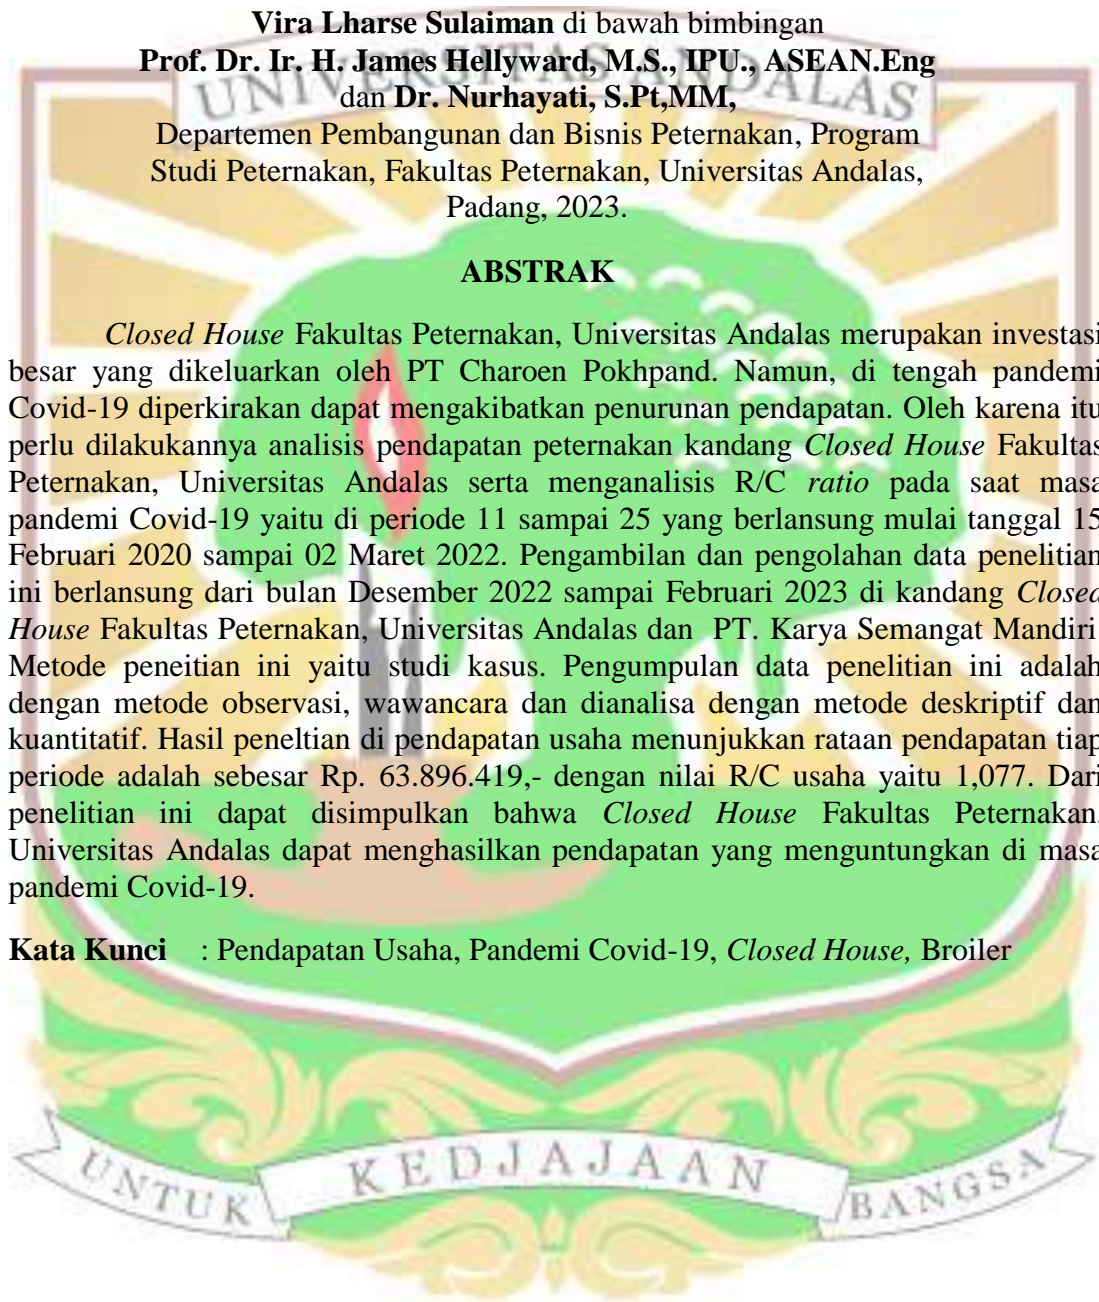 Vira Lharse Sulaiman di bawah bimbingan
Prof. Dr. Ir. H. James Hellyward, M.S., IPU., ASEAN.Eng
UNIVERSITAS ANDALAS
dan Dr. Nurhayati, S.Pt,MM,
Departemen Pembangunan dan Bisnis Peternakan, Program
Studi Peternakan, Fakultas Peternakan, Universitas Andalas,
Padang, 2023.
ABSTRAK
Closed House Fakultas Peternakan, Universitas Andalas merupakan investasi
besar yang dikeluarkan oleh PT Charoen Pokhpand. Namun, di tengah pandemi
Covid-19 diperkirakan dapat mengakibatkan penurunan pendapatan. Oleh karena itu
perlu dilakukannya analisis pendapatan peternakan kandang Closed House Fakultas
Peternakan, Universitas Andalas serta menganalisis R/C ratio pada saat masa
pandemi Covid-19 yaitu di periode 11 sampai 25 yang berlansung mulai tanggal 15
Februari 2020 sampai 02 Maret 2022. Pengambilan dan pengolahan data penelitian
ini berlansung dari bulan Desember 2022 sampai Februari 2023 di kandang Closed
House Fakultas Peternakan, Universitas Andalas dan PT. Karya Semangat Mandiri
Metode peneitian ini yaitu studi kasus. Pengumpulan data penelitian ini adalah
dengan metode observasi, wawancara dan dianalisa dengan metode deskriptif dan
kuantitatif. Hasil peneltian di pendapatan usaha menunjukkan rataan pendapatan tiap
periode adalah sebesar Rp. 63.896.419,- dengan nilai R/C usaha yaitu 1,077. Dari
penelitian ini dapat disimpulkan bahwa Closed House Fakultas Peternakan,
Universitas Andalas dapat menghasilkan pendapatan yang menguntungkan di masa
pandemi Covid-19.
Kata Kunci : Pendapatan Usaha, Pandemi Covid-19, Closed House, Broiler
UNTUK KEDJAJAAN BANGSA